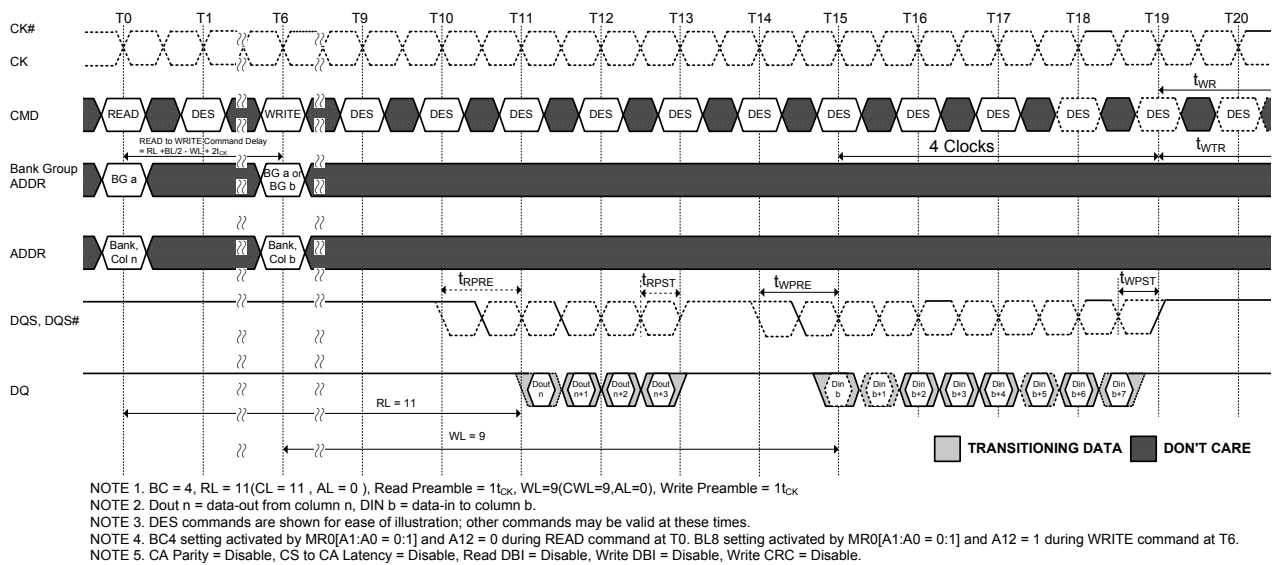 T0 T1 T6 T9 T10 T11 T12 T13 T14 T15 T16 T17 T18 T19 T20
CK#
CK
tWR
CMD READ DES WRITE DES DES DES DES DES DES DES DES DES DES DES DES
READ to WRITE Command Delay
= RL +BL/2 - WL + 2tCK
4 Clocks
tWTR
Bank Group
ADDR
BG a
BG a or
BG b
ADDR
Bank,
Col n
Bank,
Col b
tRPRE tRPST tWPRE tWPST
DQS, DQS#
DQ
Dout
n
Dout
n+1
Dout
n+2
Dout
n+3
Din
b
Din
b+1
Din
b+2
Din
b+3
Din
b+4
Din
b+5
Din
b+6
Din
b+7
RL = 11
WL = 9
TRANSITIONING DATA DON'T CARE
NOTE 1. BC = 4, RL = 11(CL = 11 , AL = 0 ), Read Preamble = 1tCK, WL=9(CWL=9,AL=0), Write Preamble = 1tCK
NOTE 2. Dout n = data-out from column n, DIN b = data-in to column b.
NOTE 3. DES commands are shown for ease of illustration; other commands may be valid at these times.
NOTE 4. BC4 setting activated by MR0[A1:A0 = 0:1] and A12 = 0 during READ command at T0. BL8 setting activated by MR0[A1:A0 = 0:1] and A12 = 1 during WRITE command at T6.
NOTE 5. CA Parity = Disable, CS to CA Latency = Disable, Read DBI = Disable, Write DBI = Disable, Write CRC = Disable.